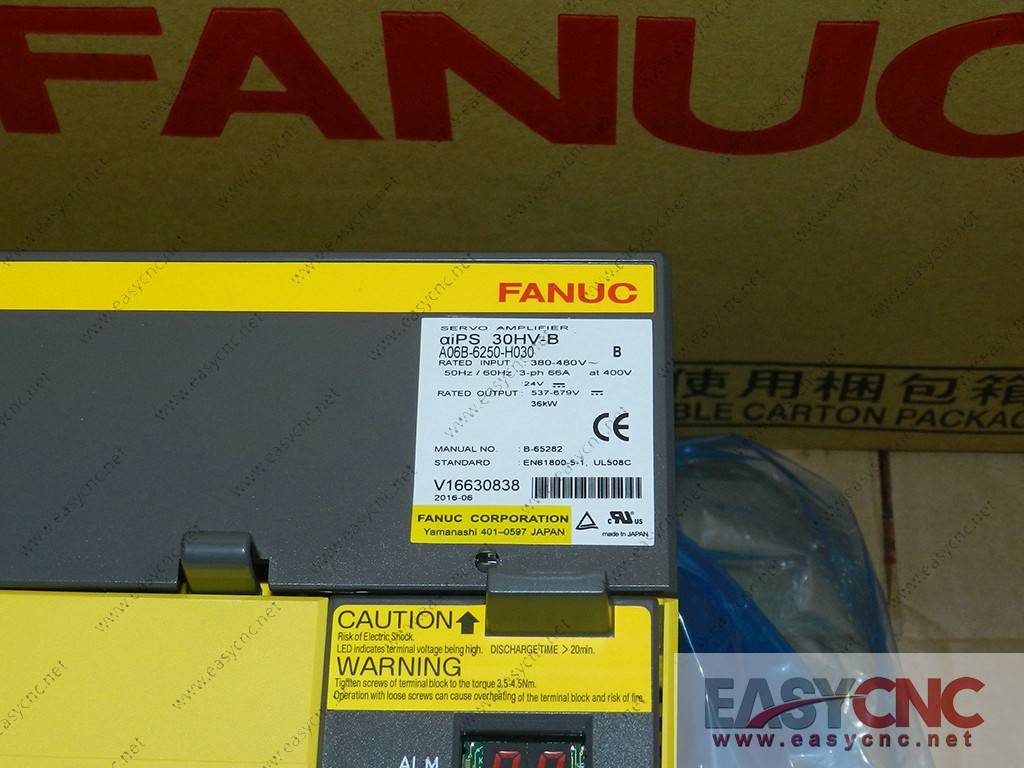 FANUC
FANUC
SERVO AMPLIFIER
αiPS 30HV-B
A06B-6250-H030 B
RATED INPUT : 380-480V~
50Hz / 60Hz 3-ph 66A at 400V
: 24V
RATED OUTPUT : 537-679V
36kW
CE
MANUAL NO. : B-65282
STANDARD : EN61800-5-1, UL508C
V16630838
2016-06
FANUC CORPORATION
Yamanashi 401-0597 JAPAN
c US
made in JAPAN
使用梱包箱
BLE CARTON PACKAG
CAUTION
Risk of Electric Shock.
LED indicates terminal voltage being high. DISCHARGE TIME > 20min.
WARNING
Tighten screws of terminal block to the torque 3.5-4.5Nm.
Operation with loose screws can cause overheating of the terminal block and risk of fire.
ALM
EASYCNC
www.easycnc.net
www.easycnc.net